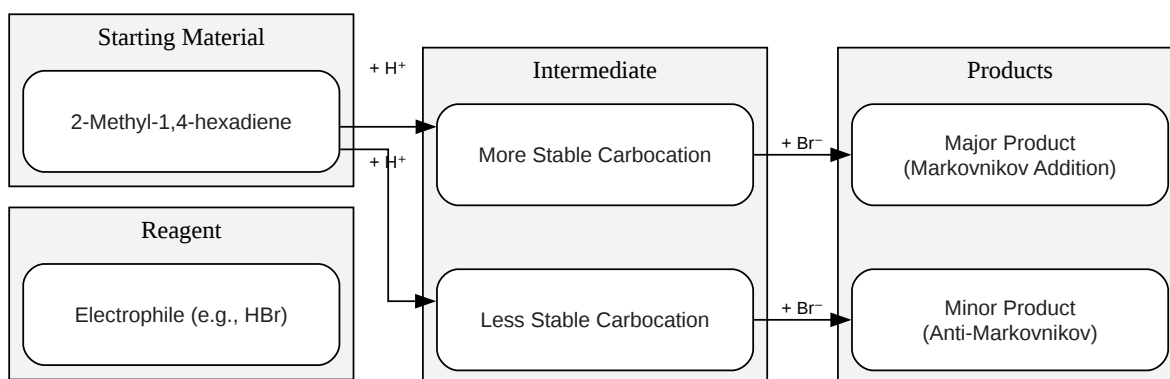 Starting Material
2-Methyl-1,4-hexadiene
Reagent
Electrophile (e.g., HBr)
+ H⁺
+ H⁺
Intermediate
More Stable Carbocation
Less Stable Carbocation
+ Br⁻
+ Br⁻
Products
Major Product
(Markovnikov Addition)
Minor Product
(Anti-Markovnikov)